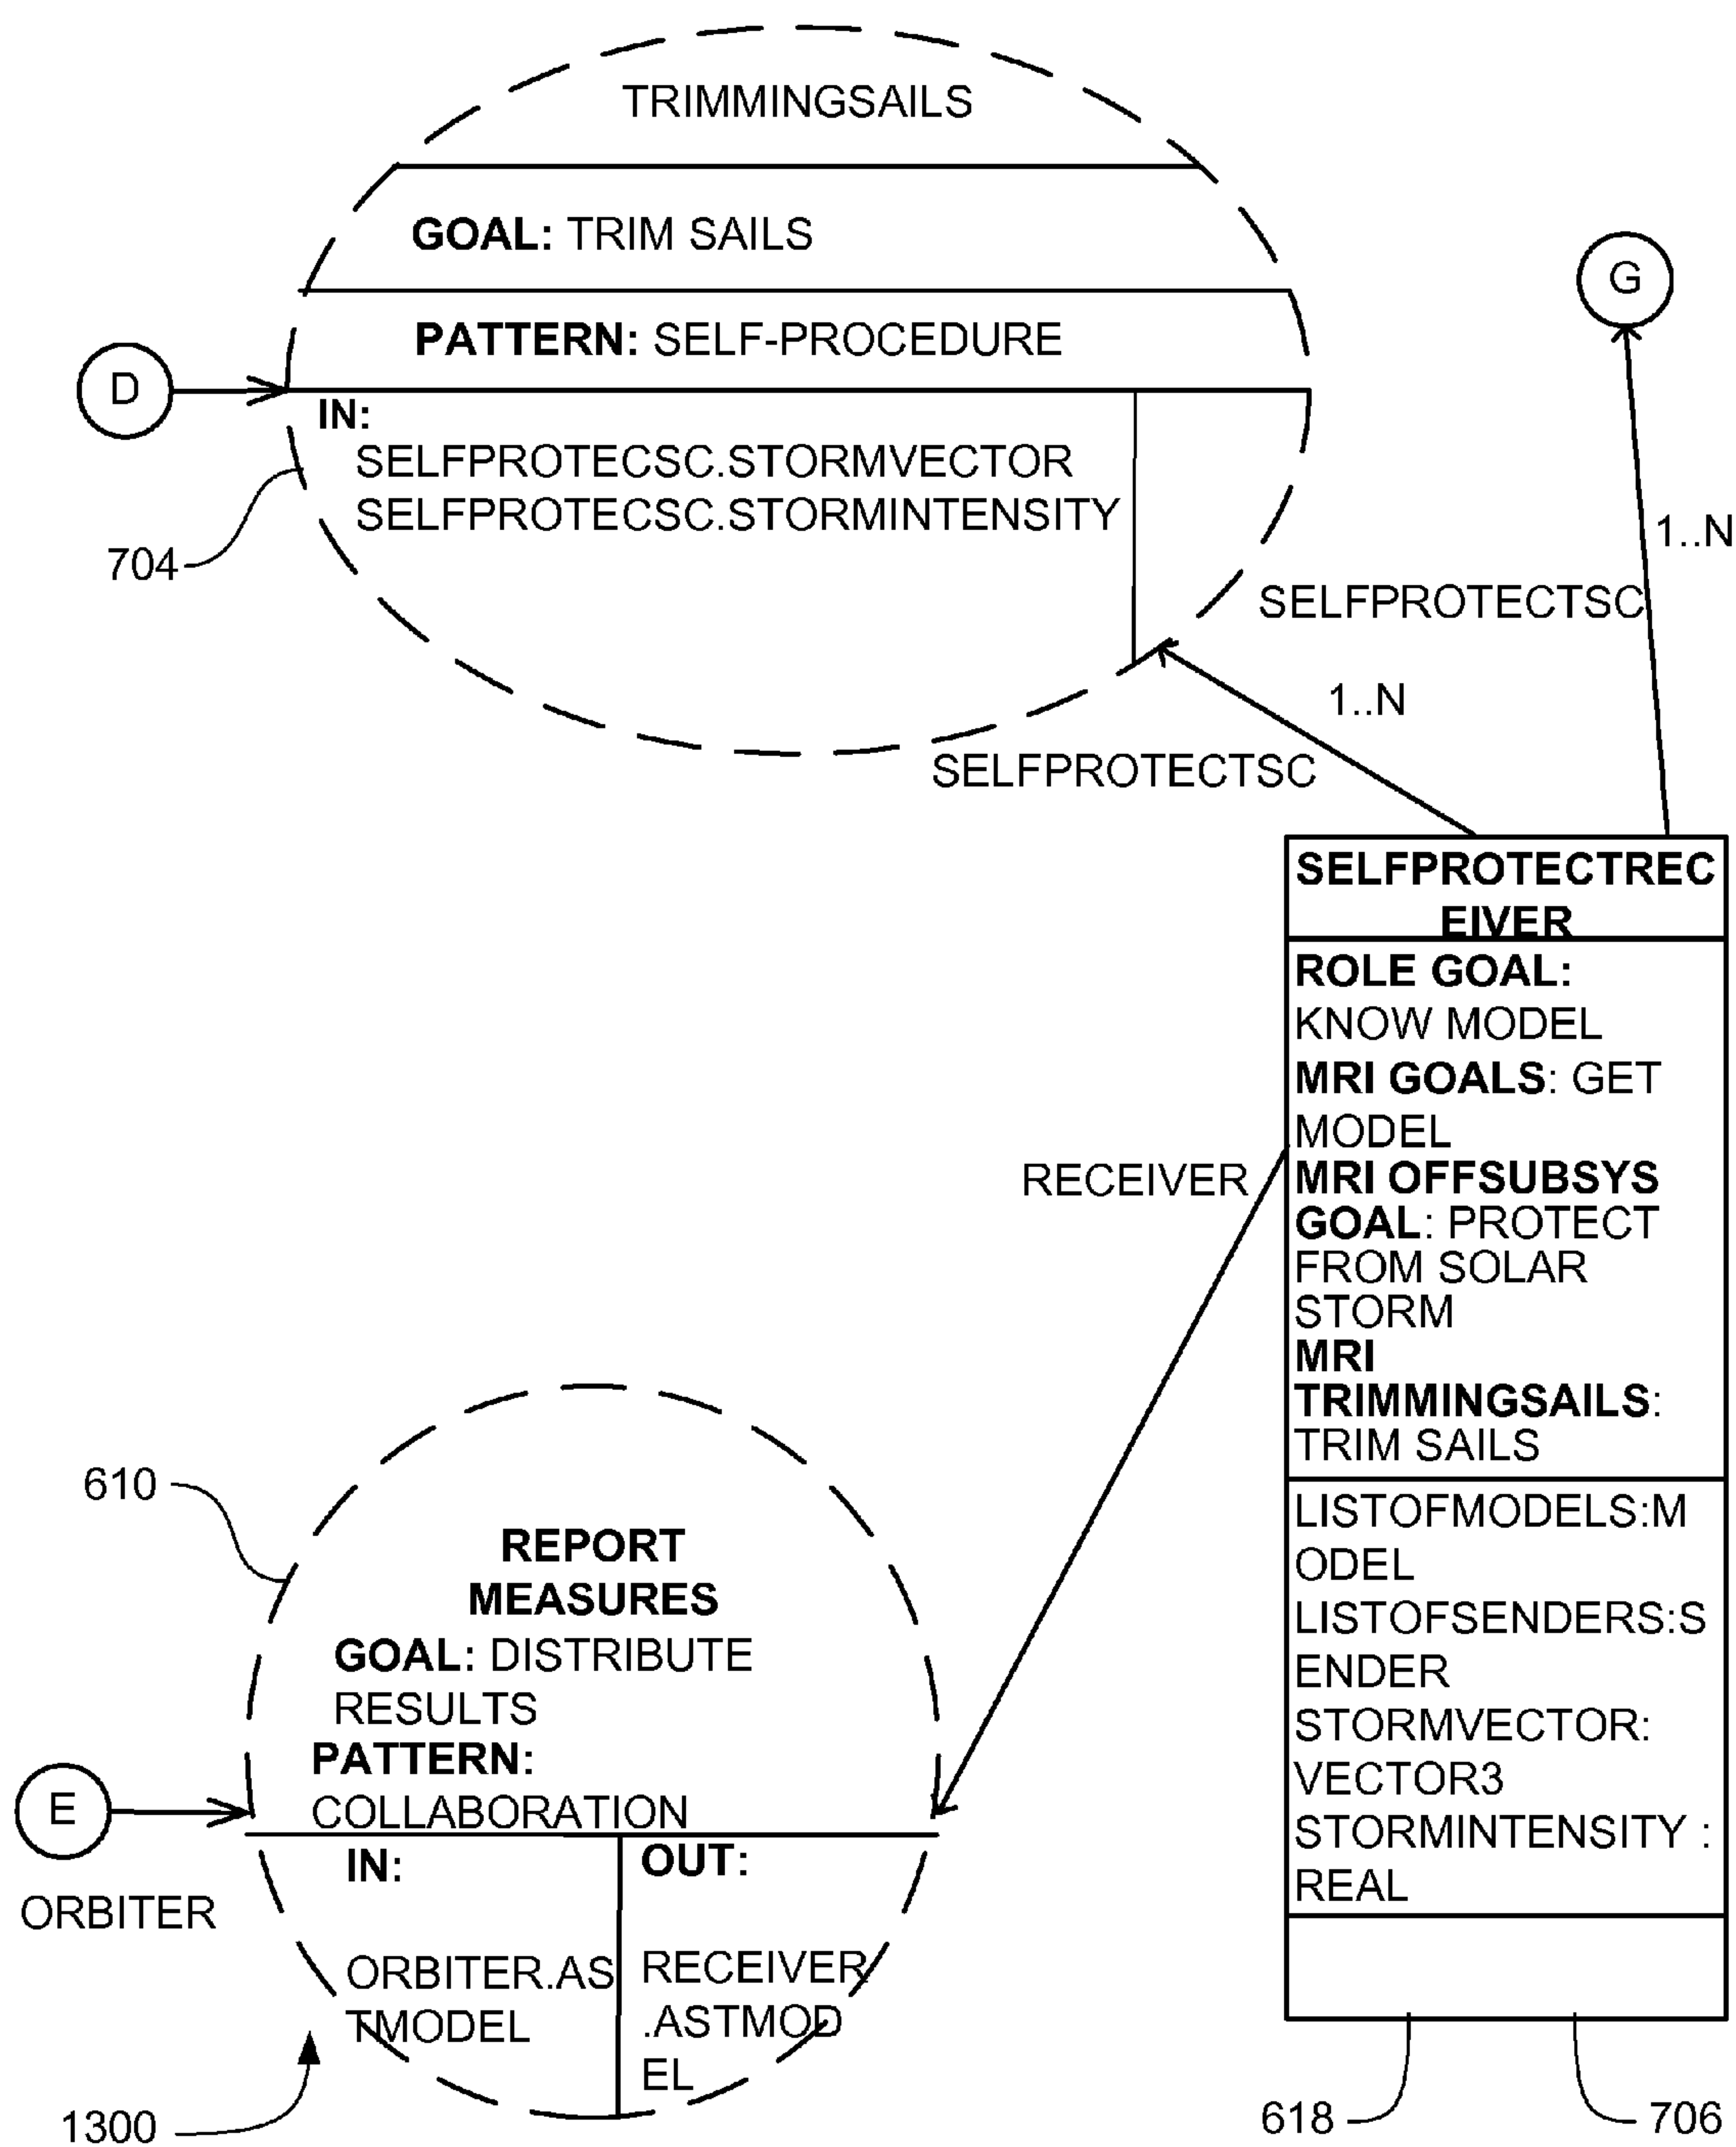 TRIMMINGSAILS
GOAL: TRIM SAILS
PATTERN: SELF-PROCEDURE
D
IN:
SELFPROTECSC.STORMVECTOR
SELFPROTECSC.STORMINTENSITY
704
G
1..N
SELFPROTECTSC
1..N
SELFPROTECTSC
SELFPROTECTREC
EIVER
ROLE GOAL:
KNOW MODEL
MRI GOALS: GET
MODEL
MRI OFFSUBSYS
GOAL: PROTECT
FROM SOLAR
STORM
MRI
TRIMMINGSAILS:
TRIM SAILS
LISTOFMODELS:M
ODEL
LISTOFSENDERS:S
ENDER
STORMVECTOR:
VECTOR3
STORMINTENSITY :
REAL
618
706
RECEIVER
610
REPORT
MEASURES
GOAL: DISTRIBUTE
RESULTS
PATTERN:
COLLABORATION
E
ORBITER
IN:
ORBITER.AS
TMODEL
OUT:
RECEIVER
.ASTMOD
EL
1300